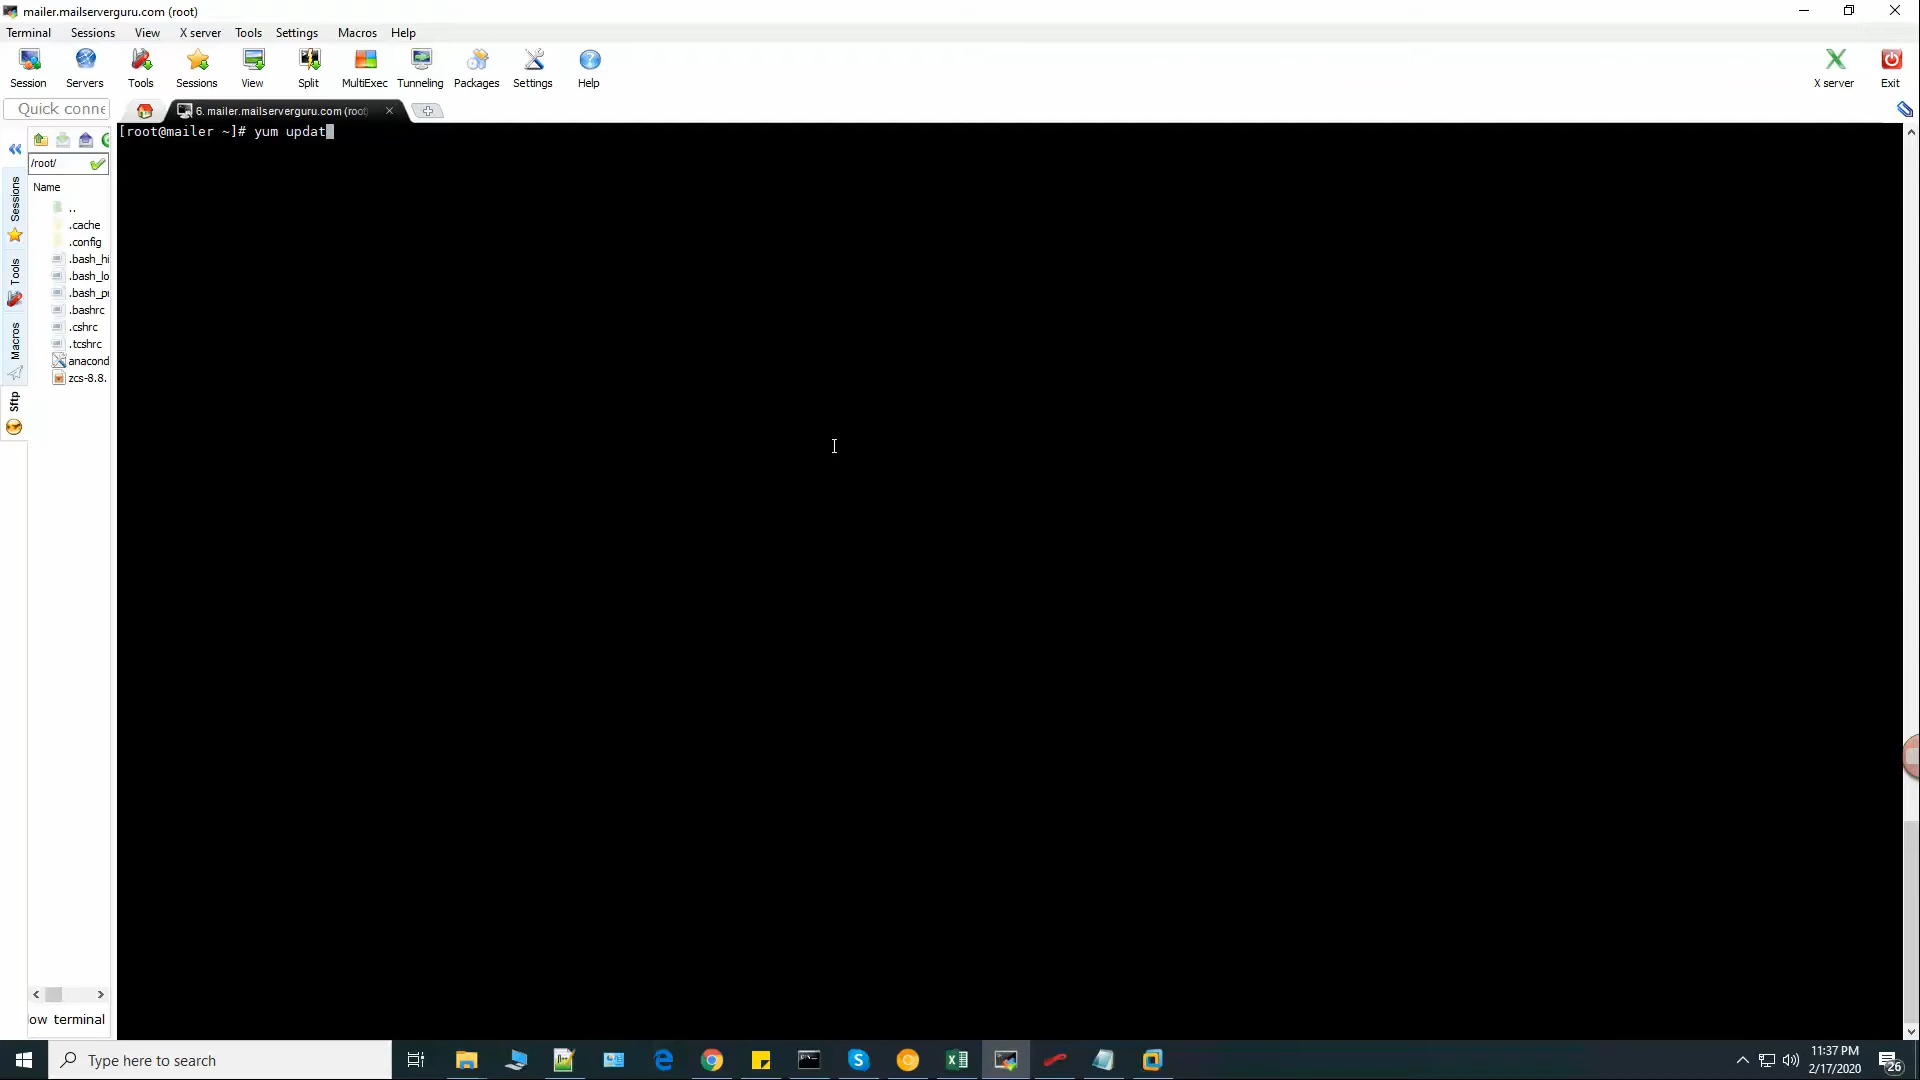 mailer.mailserverguru.com (root)
Terminal Sessions View X server Tools Settings Macros Help
Session Servers Tools Sessions View Split MultiExec Tunneling Packages Settings Help X server Exit
Quick conne
6. mailer.mailserverguru.com (root
[root@mailer ~]# yum updat
/root/
Name
..
.cache
.config
.bash_hi
.bash_lo
.bash_pr
.bashrc
.cshrc
.tcshrc
anacond
zcs-8.8.
Sessions
Tools
Macros
Sftp
low terminal
Type here to search
11:37 PM
2/17/2020
26